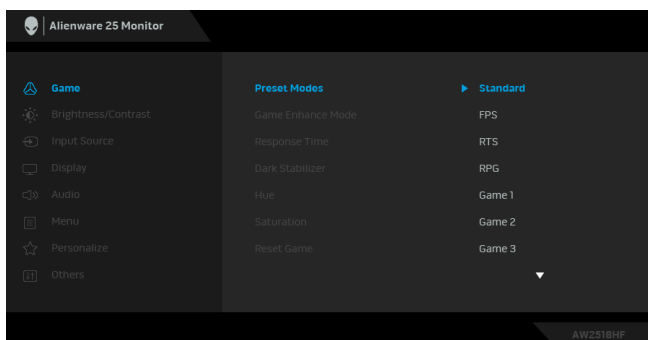 Alienware 25 Monitor
Game Preset Modes Standard
Brightness/Contrast Game Enhance Mode FPS
Input Source Response Time RTS
Display Dark Stabilizer RPG
Audio Hue Game 1
Menu Saturation Game 2
Personalize Reset Game Game 3
Others
AW2518HF